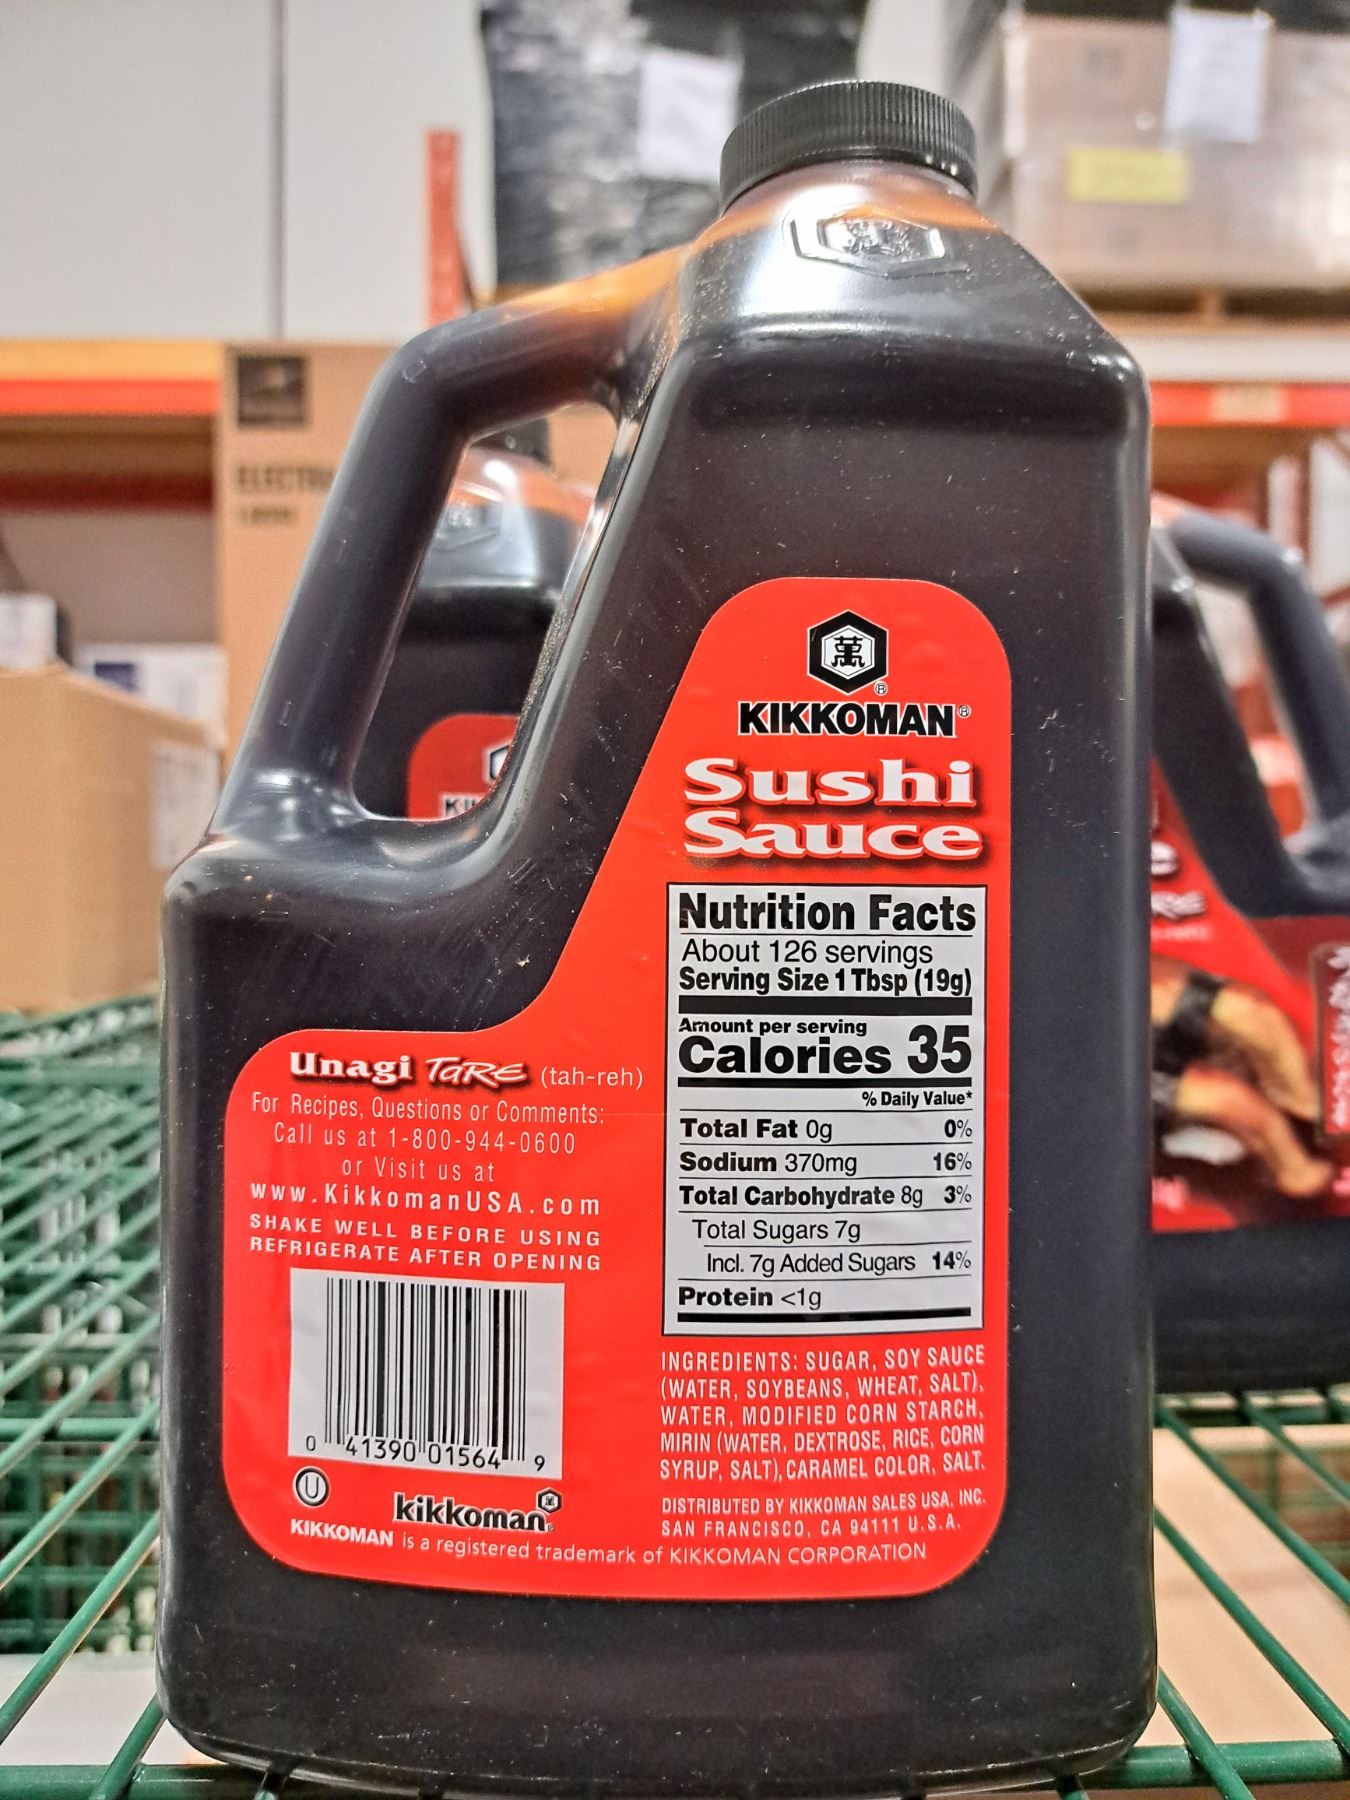 萬
®
KIKKOMAN®
Sushi
Sauce
Nutrition Facts
About 126 servings
Serving Size 1 Tbsp (19g)
Amount per serving
Calories 35
% Daily Value*
Total Fat 0g 0%
Sodium 370mg 16%
Total Carbohydrate 8g 3%
Total Sugars 7g
Incl. 7g Added Sugars 14%
Protein <1g
INGREDIENTS: SUGAR, SOY SAUCE
(WATER, SOYBEANS, WHEAT, SALT),
WATER, MODIFIED CORN STARCH,
MIRIN (WATER, DEXTROSE, RICE, CORN
SYRUP, SALT), CARAMEL COLOR, SALT.
DISTRIBUTED BY KIKKOMAN SALES USA, INC.
SAN FRANCISCO, CA 94111 U.S.A.
Unagi TaRE (tah-reh)
For Recipes, Questions or Comments:
Call us at 1-800-944-0600
or Visit us at
www.KikkomanUSA.com
SHAKE WELL BEFORE USING
REFRIGERATE AFTER OPENING
0 41390 01564 9
U
kikkoman®
KIKKOMAN is a registered trademark of KIKKOMAN CORPORATION